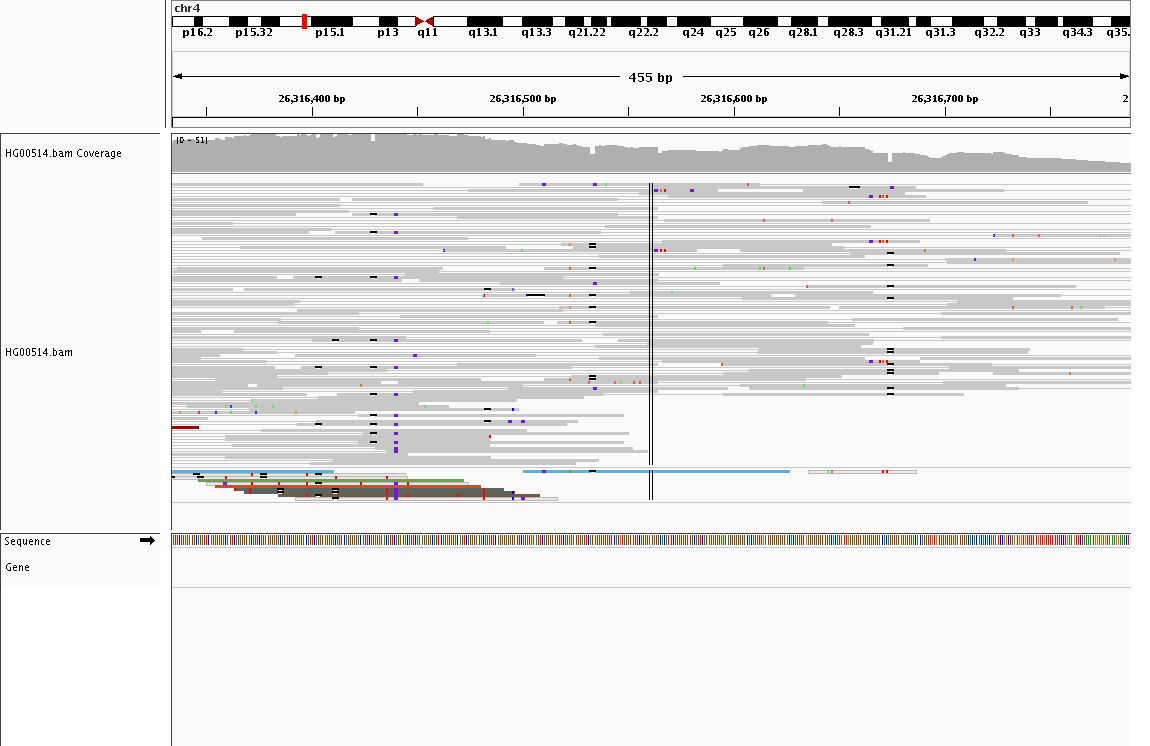 chr4
p16.2 p15.32 p15.1 p13 q11 q13.1 q13.3 q21.22 q22.2 q24 q25 q26 q28.1 q28.3 q31.21 q31.3 q32.2 q33 q34.3 q35.
455 bp
26,316,400 bp 26,316,500 bp 26,316,600 bp 26,316,700 bp 2
HG00514.bam Coverage
[0 - 51]
HG00514.bam
Sequence
Gene